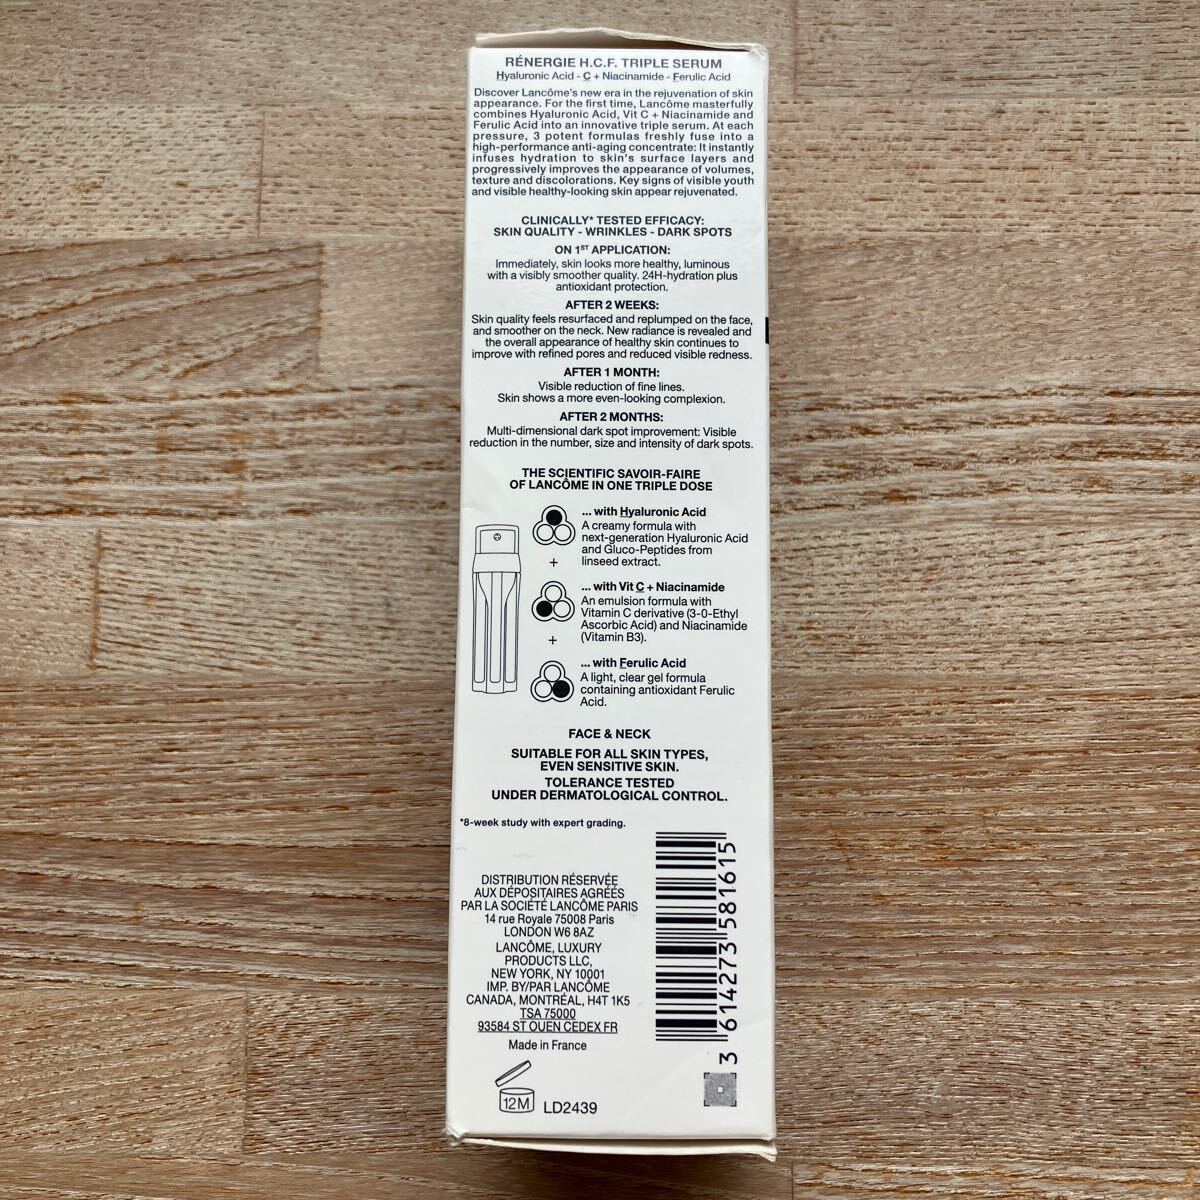 RÉNERGIE H.C.F. TRIPLE SERUM
Hyaluronic Acid - C + Niacinamide - Ferulic Acid
Discover Lancôme's new era in the rejuvenation of skin
appearance. For the first time, Lancôme masterfully
combines Hyaluronic Acid, Vit C + Niacinamide and
Ferulic Acid into an innovative triple serum. At each
pressure, 3 potent formulas freshly fuse into a
high-performance anti-aging concentrate: It instantly
infuses hydration to skin's surface layers and
progressively improves the appearance of volumes,
texture and discolorations. Key signs of visible youth
and visible healthy-looking skin appear rejuvenated.
CLINICALLY* TESTED EFFICACY:
SKIN QUALITY - WRINKLES - DARK SPOTS
ON 1ST APPLICATION:
Immediately, skin looks more healthy, luminous
with a visibly smoother quality. 24H-hydration plus
antioxidant protection.
AFTER 2 WEEKS:
Skin quality feels resurfaced and replumped on the face,
and smoother on the neck. New radiance is revealed and
the overall appearance of healthy skin continues to
improve with refined pores and reduced visible redness.
AFTER 1 MONTH:
Visible reduction of fine lines.
Skin shows a more even-looking complexion.
AFTER 2 MONTHS:
Multi-dimensional dark spot improvement: Visible
reduction in the number, size and intensity of dark spots.
THE SCIENTIFIC SAVOIR-FAIRE
OF LANCÔME IN ONE TRIPLE DOSE
... with Hyaluronic Acid
A creamy formula with
next-generation Hyaluronic Acid
and Gluco-Peptides from
linseed extract.
+
... with Vit C + Niacinamide
An emulsion formula with
Vitamin C derivative (3-0-Ethyl
Ascorbic Acid) and Niacinamide
(Vitamin B3).
+
... with Ferulic Acid
A light, clear gel formula
containing antioxidant Ferulic
Acid.
FACE & NECK
SUITABLE FOR ALL SKIN TYPES,
EVEN SENSITIVE SKIN.
TOLERANCE TESTED
UNDER DERMATOLOGICAL CONTROL.
*8-week study with expert grading.
DISTRIBUTION RÉSERVÉE
AUX DÉPOSITAIRES AGRÉÉS
PAR LA SOCIÉTÉ LANCÔME PARIS
14 rue Royale 75008 Paris
LONDON W6 8AZ
LANCÔME, LUXURY
PRODUCTS LLC,
NEW YORK, NY 10001
IMP. BY/PAR LANCÔME
CANADA, MONTRÉAL, H4T 1K5
TSA 75000
93584 ST OUEN CEDEX FR
Made in France
12M LD2439
3 614273 581615